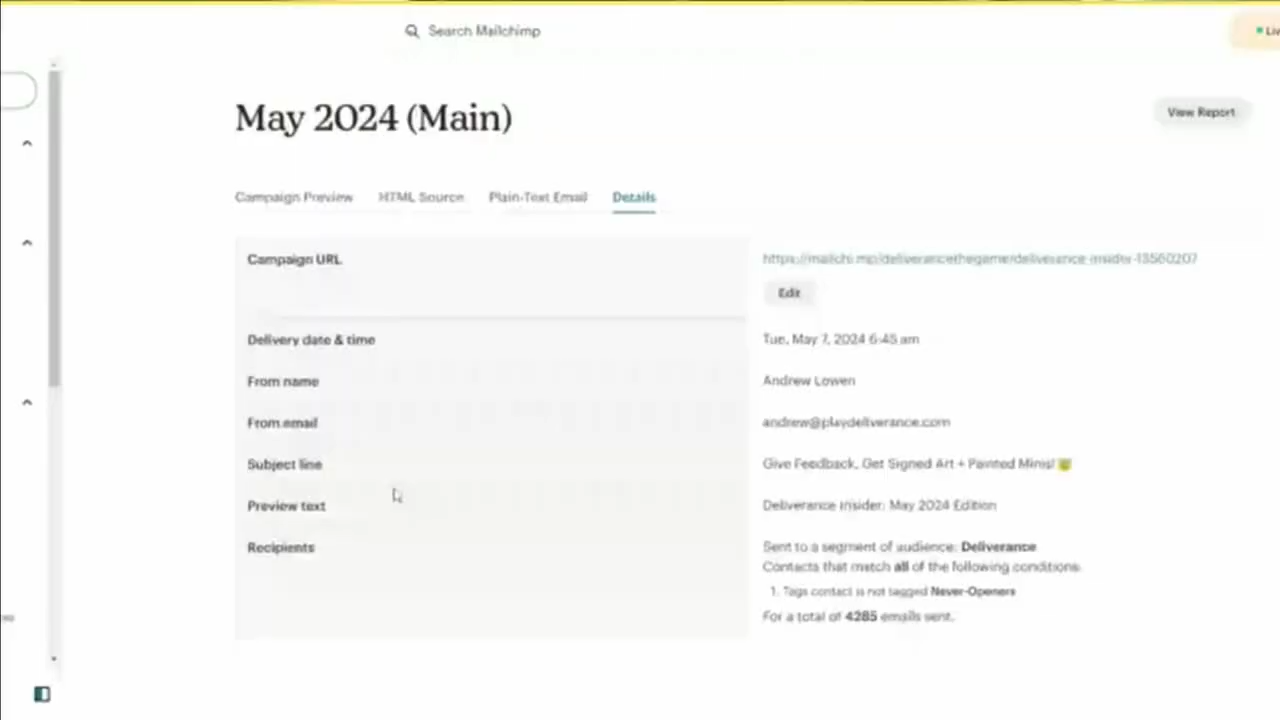 Search Mailchimp
Liv
May 2024 (Main)
View Report
Campaign Preview HTML Source Plain-Text Email Details
Campaign URL https://mailchi.mp/deliverancethegame/deliverance-insider-13560207
Edit
Delivery date & time Tue, May 7, 2024 6:45 am
From name Andrew Lowen
From email andrew@playdeliverance.com
Subject line Give Feedback, Get Signed Art + Painted Minis!
Preview text Deliverance Insider: May 2024 Edition
Recipients Sent to a segment of audience: Deliverance
Contacts that match all of the following conditions:
1. Tags contact is not tagged Never-Openers
For a total of 4285 emails sent.